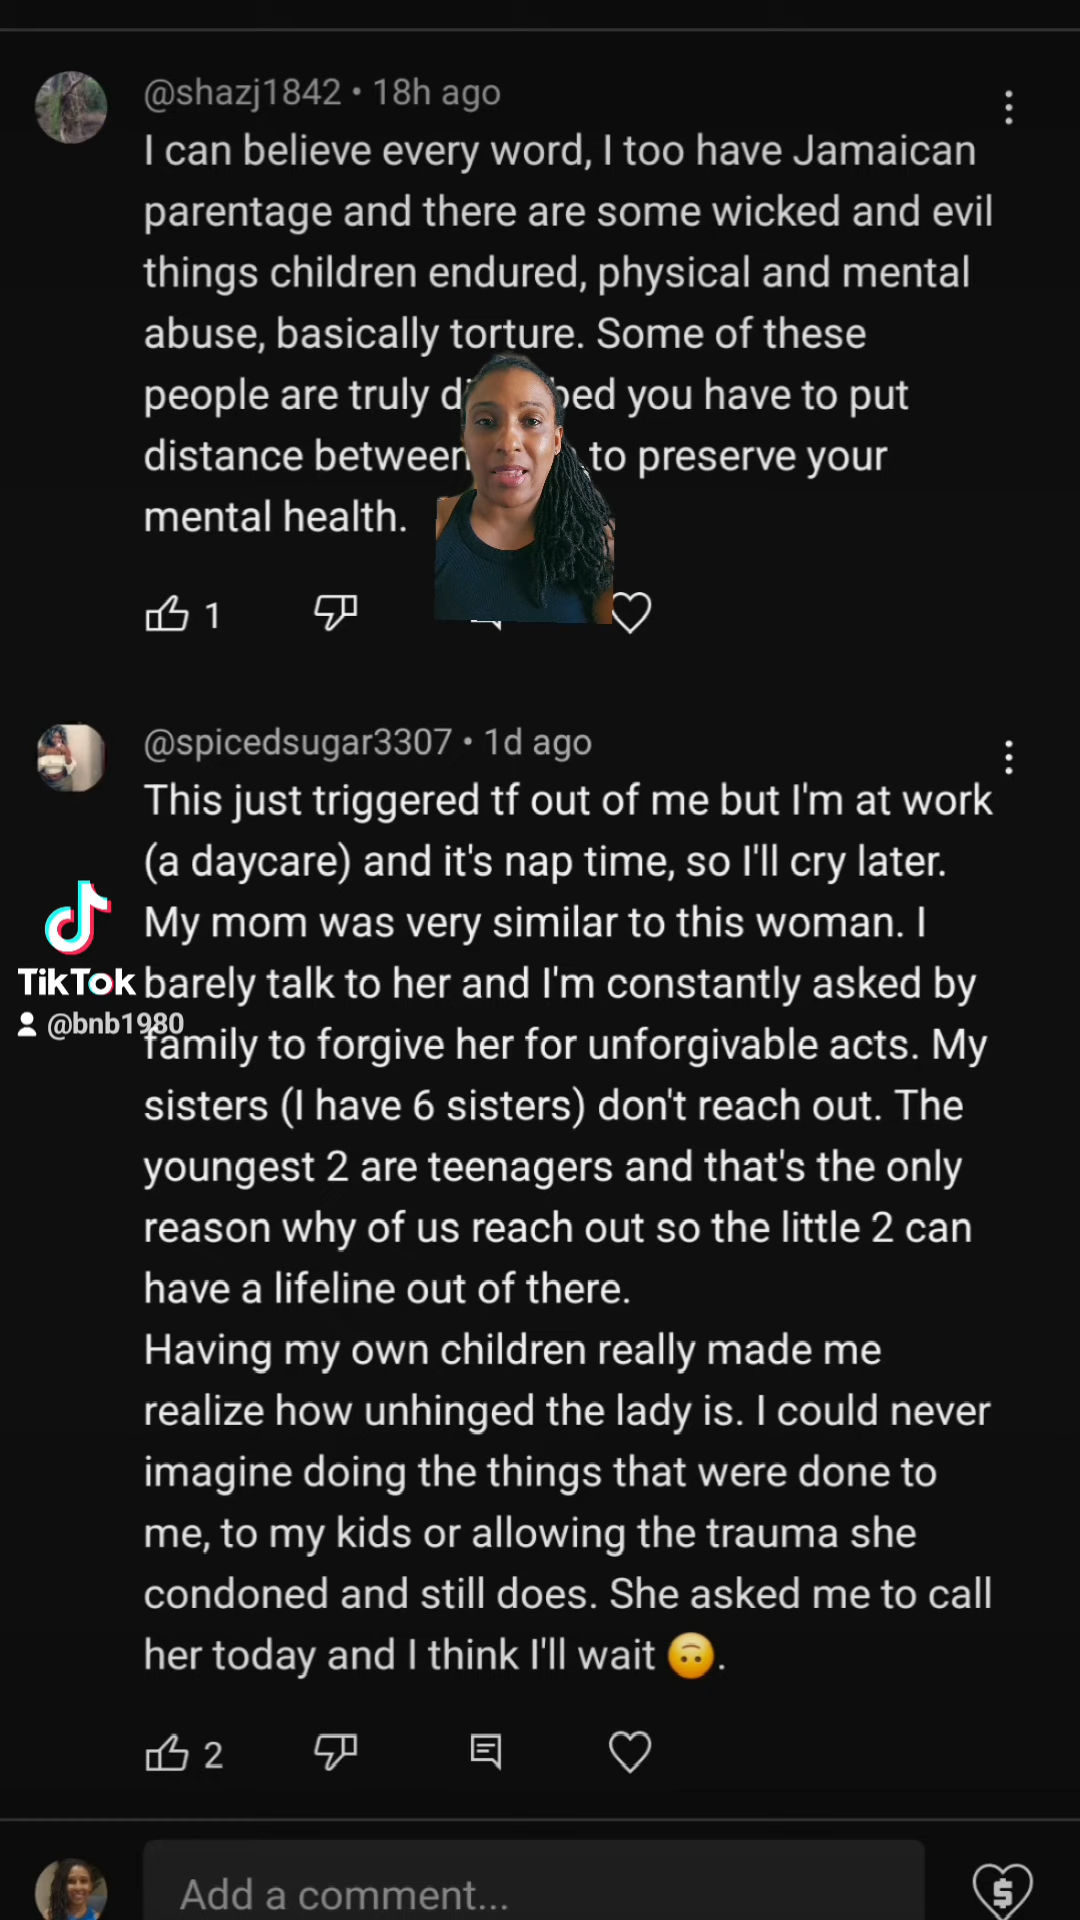 @shazj1842 • 18h ago
I can believe every word, I too have Jamaican
parentage and there are some wicked and evil
things children endured, physical and mental
abuse, basically torture. Some of these
people are truly you have to put
distance between to preserve your
mental health.
1
@spicedsugar3307 • 1d ago
This just triggered tf out of me but I'm at work
(a daycare) and it's nap time, so I'll cry later.
My mom was very similar to this woman. I
barely talk to her and I'm constantly asked by
family to forgive her for unforgivable acts. My
sisters (I have 6 sisters) don't reach out. The
youngest 2 are teenagers and that's the only
reason why of us reach out so the little 2 can
have a lifeline out of there.
Having my own children really made me
realize how unhinged the lady is. I could never
imagine doing the things that were done to
me, to my kids or allowing the trauma she
condoned and still does. She asked me to call
her today and I think I'll wait 🙃.
2
TikTok
@bnb1980
Add a comment...
$